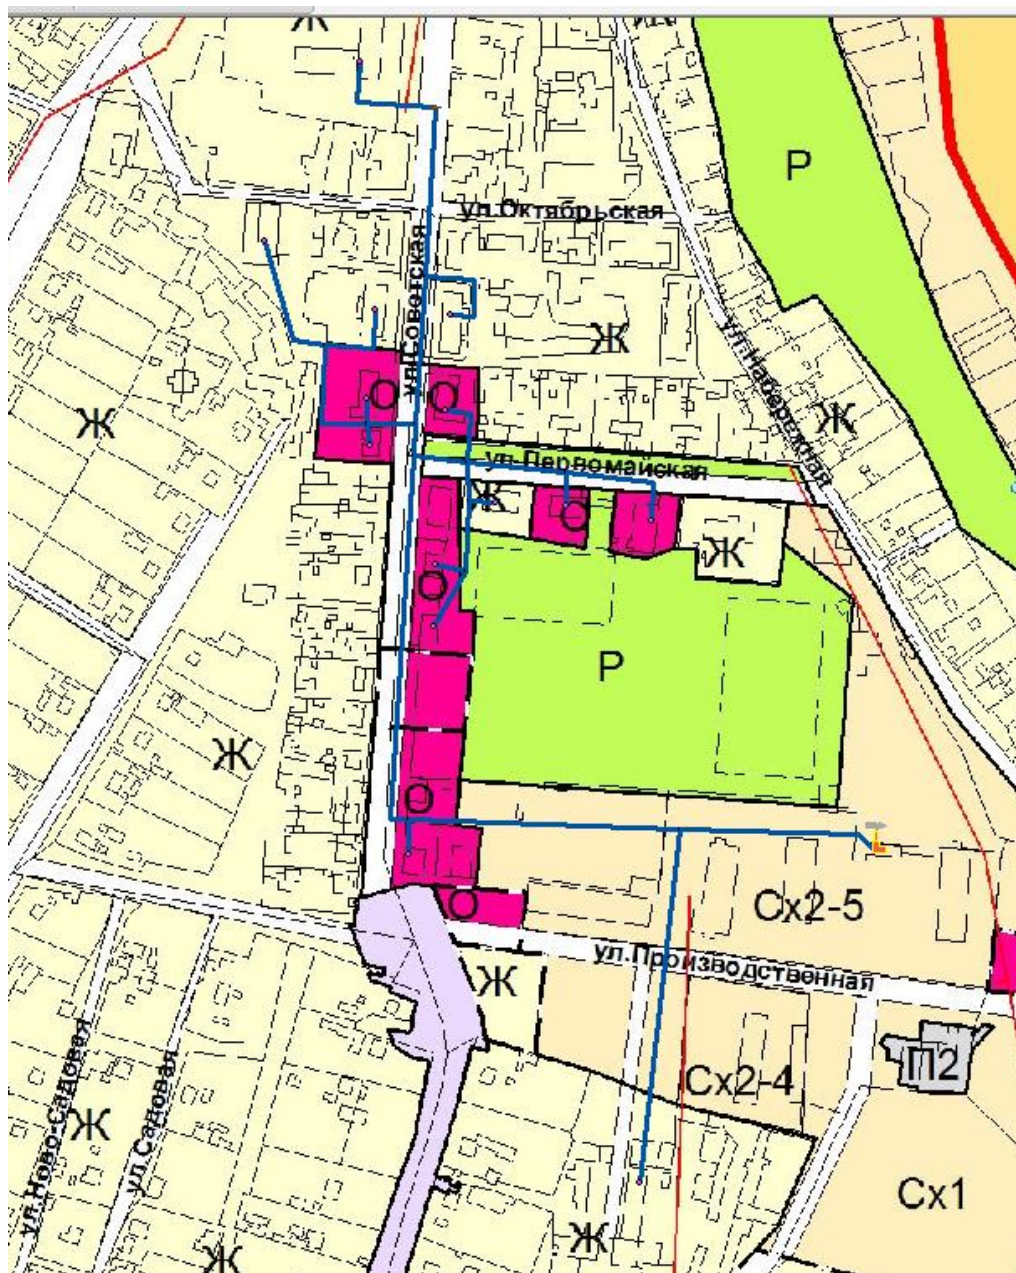 Ж
Ж
Р
ул.Октябрьская
ул.Советская
Ж
ул.Набережная
О
О
Ж
Ж
ул.Первомайская
Ж
О
Ж
О
Р
Ж
О
Сх2-5
О
ул.Производственная
Ж
П2
Сх2-4
ул.Ново-Садовая
ул.Садовая
Ж
Сх1
Ж
Ж